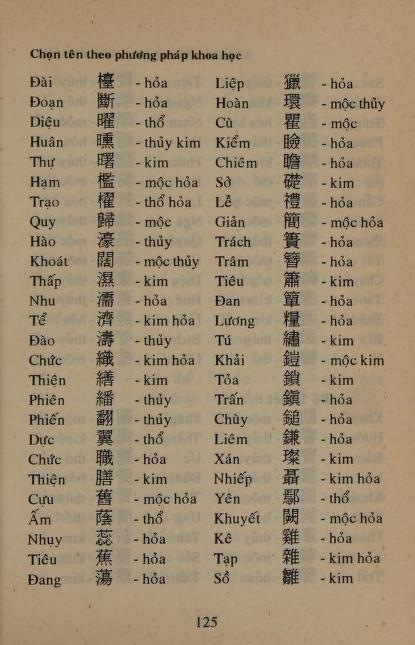 Chọn tên theo phương pháp khoa học
Đài 檯 - hỏa
Đoạn 斷 - hỏa
Diệu 曜 - thổ
Huân 曛 - thủy kim
Thự 曙 - kim
Hạm 檻 - mộc hỏa
Trạo 櫂 - thổ hỏa
Quy 歸 - mộc
Hào 濠 - thủy
Khoát 闊 - mộc thủy
Thấp 濕 - kim
Nhu 濡 - hỏa
Tể 濟 - kim hỏa
Đào 濤 - thủy
Chức 織 - kim hỏa
Thiện 繕 - kim
Phiên 繙 - thủy
Phiến 翻 - thủy
Dực 翼 - thổ
Chức 職 - hỏa
Thiện 膳 - kim
Cựu 舊 - mộc hỏa
Ấm 蔭 - thổ
Nhụy 蕊 - hỏa
Tiêu 蕉 - hỏa
Đang 蕩 - hỏa
Liệp 獵 - hỏa
Hoàn 環 - mộc thủy
Cù 瞿 - mộc
Kiểm 瞼 - hỏa
Chiêm 瞻 - hỏa
Sở 礎 - kim
Lễ 禮 - hỏa
Giản 簡 - mộc hỏa
Trách 簀 - hỏa
Trâm 簪 - hỏa
Tiêu 簫 - kim
Đan 簞 - hỏa
Lương 糧 - hỏa
Tú 繡 - kim
Khải 鎧 - mộc kim
Tỏa 鎖 - kim
Trấn 鎮 - hỏa
Chùy 鎚 - hỏa
Liêm 鎌 - hỏa
Xán 璨 - kim
Nhiếp 聶 - kim hỏa
Yên 鄢 - thổ
Khuyết 闕 - mộc hỏa
Kê 雞 - hỏa
Tạp 雜 - kim hỏa
Sồ 雛 - kim
125